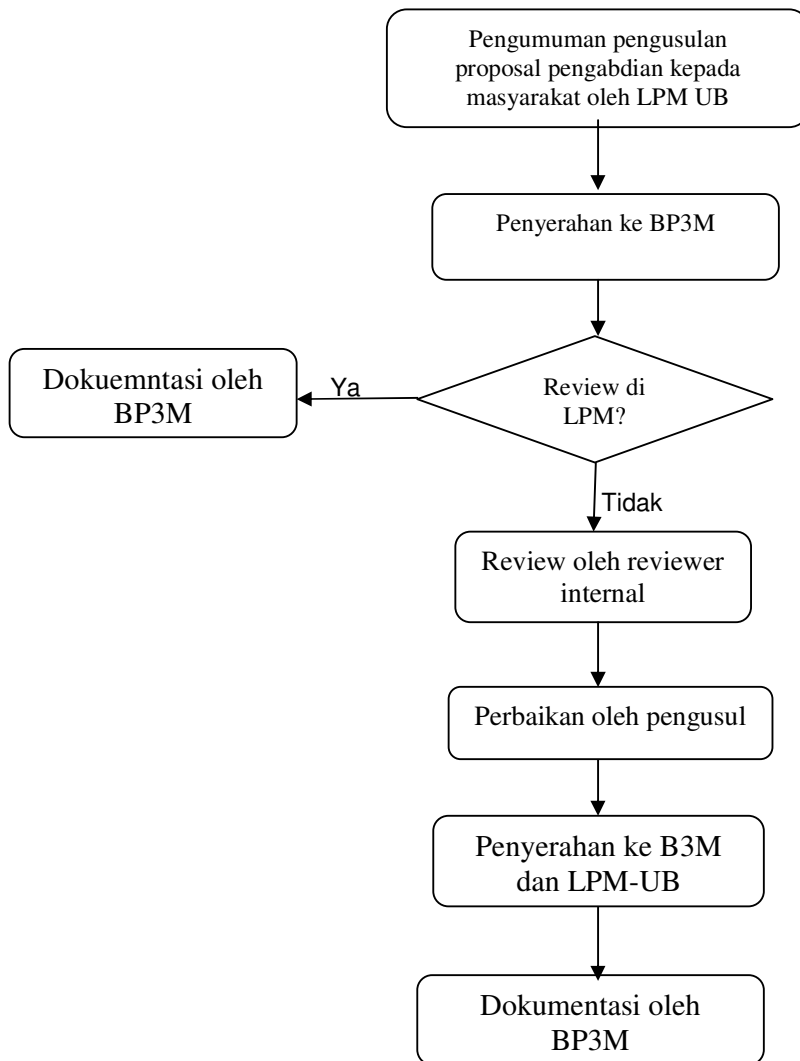 Pengumuman pengusulan
proposal pengabdian kepada
masyarakat oleh LPM UB
Penyerahan ke BP3M
Review di
LPM?
Ya
Dokuemntasi oleh
BP3M
Tidak
Review oleh reviewer
internal
Perbaikan oleh pengusul
Penyerahan ke B3M
dan LPM-UB
Dokumentasi oleh
BP3M